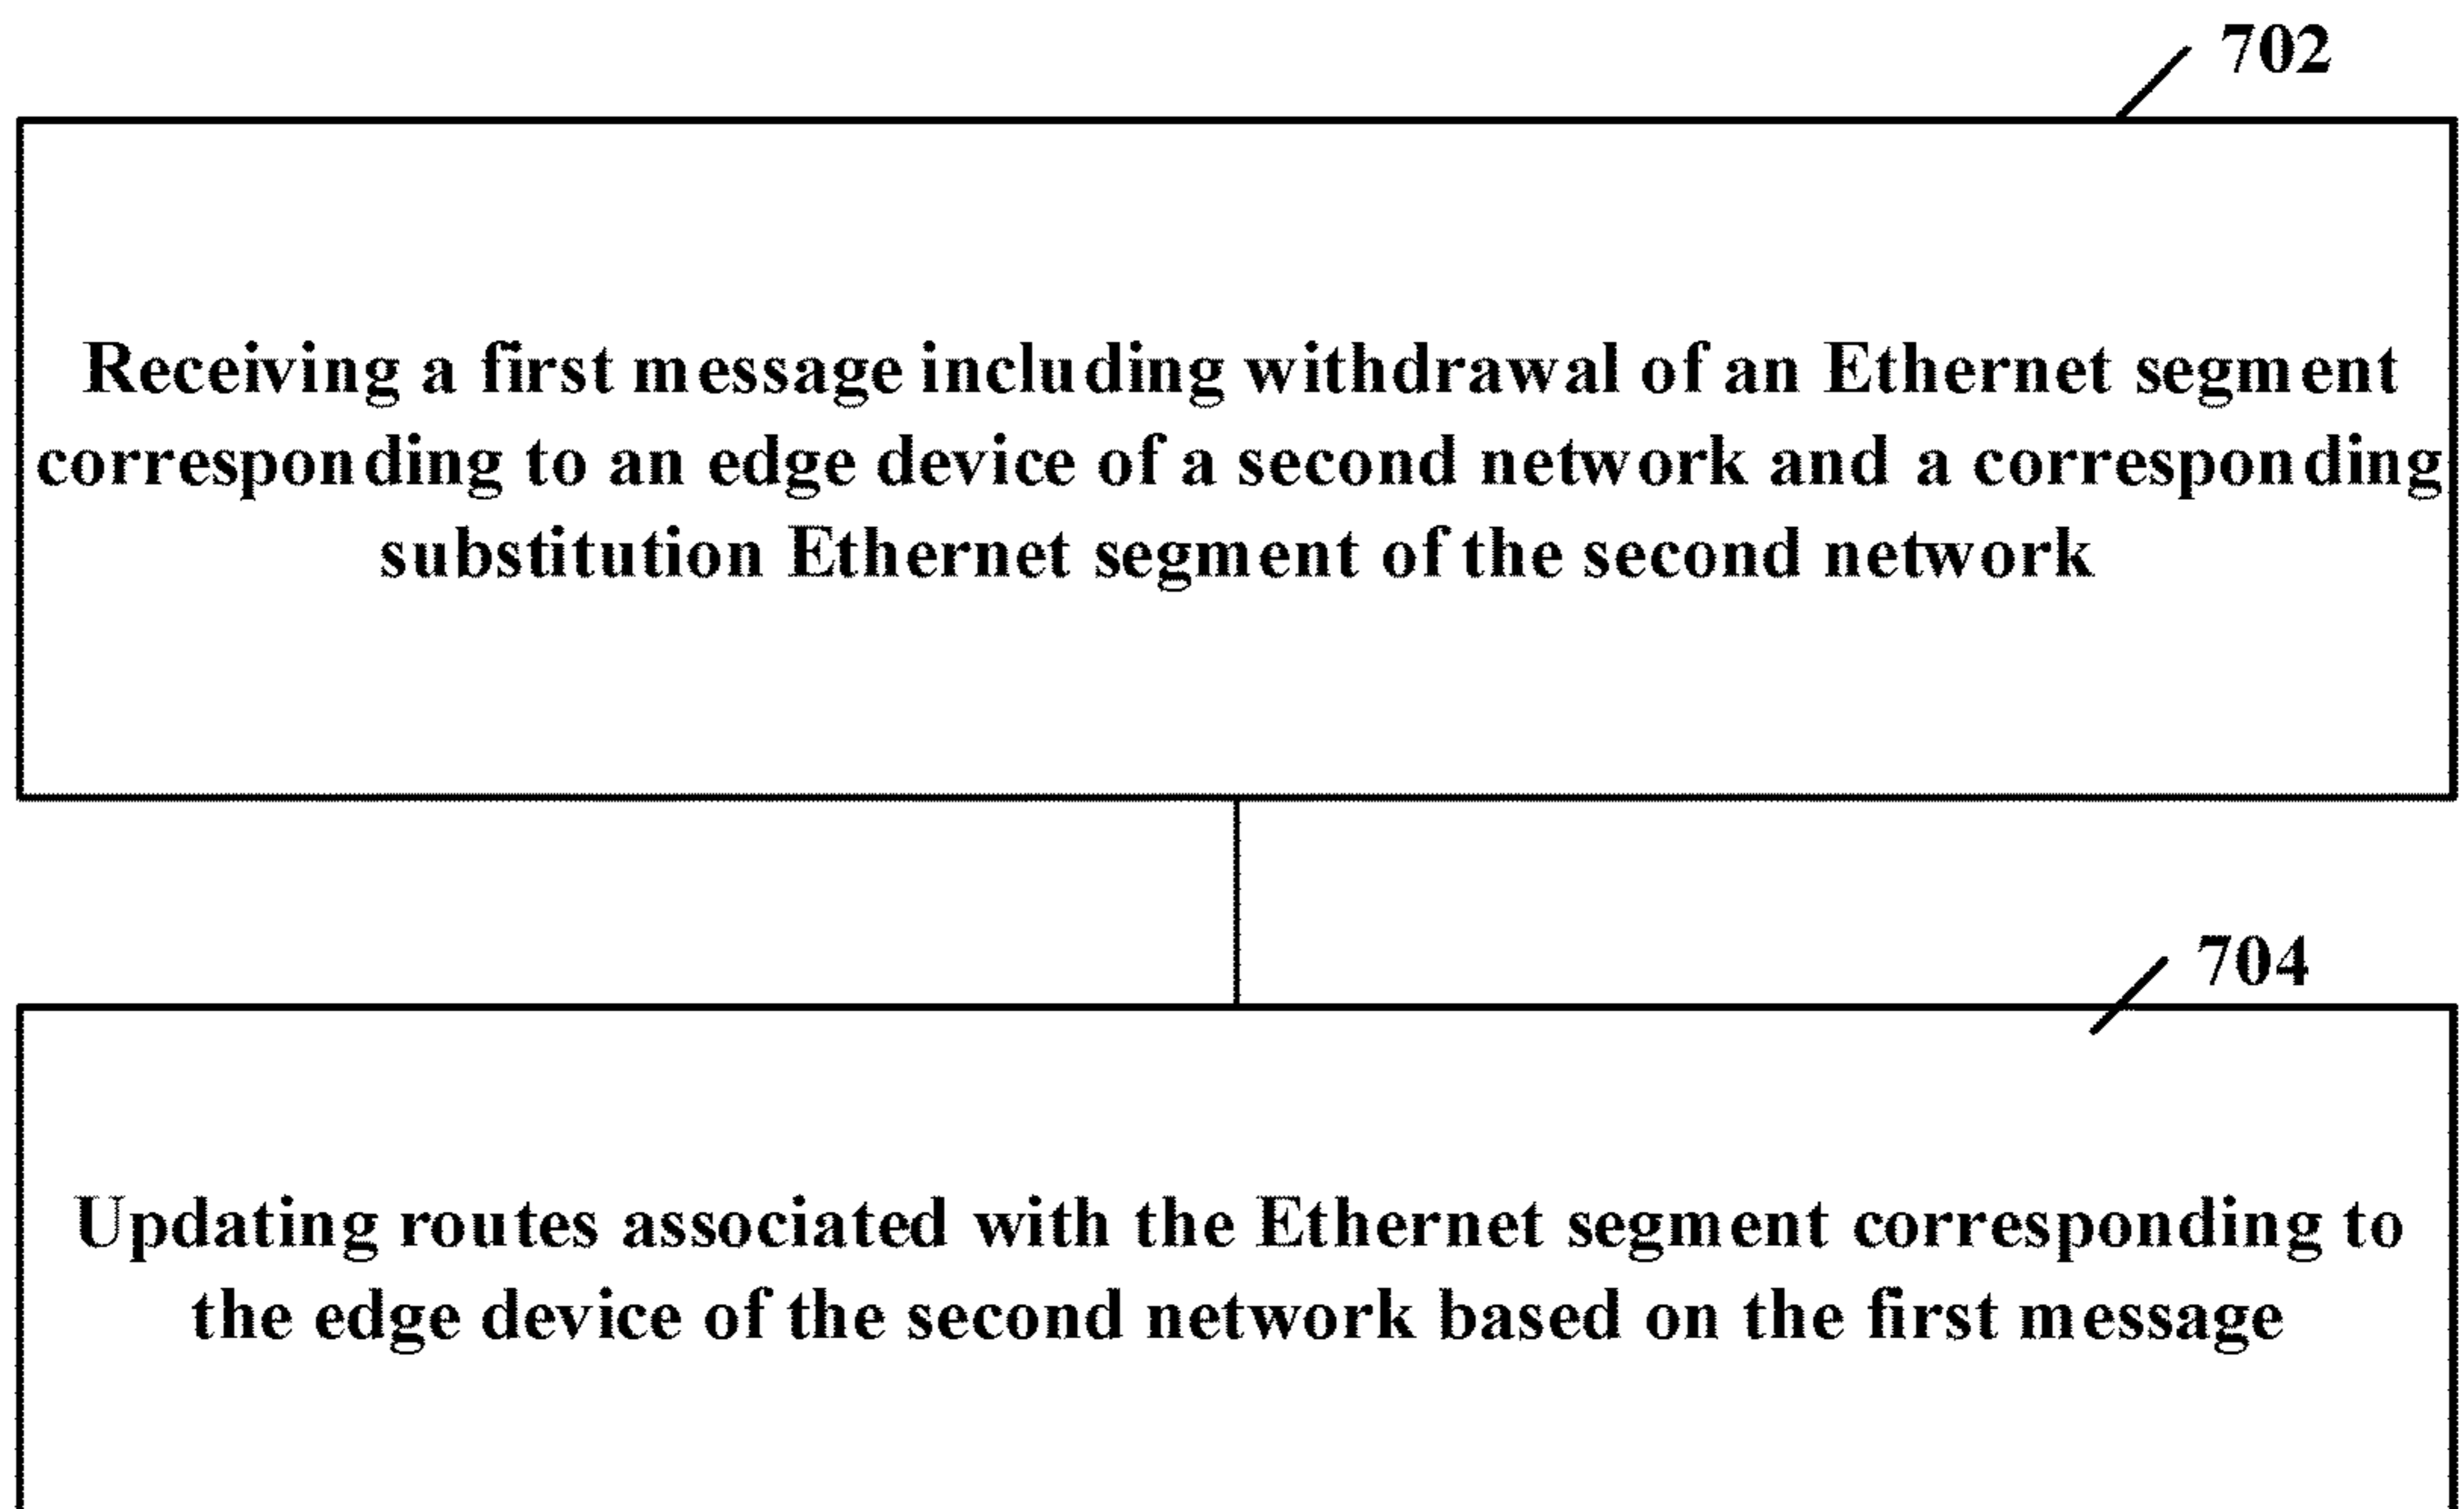 702
Receiving a first message including withdrawal of an Ethernet segment
corresponding to an edge device of a second network and a corresponding
substitution Ethernet segment of the second network
704
Updating routes associated with the Ethernet segment corresponding to
the edge device of the second network based on the first message